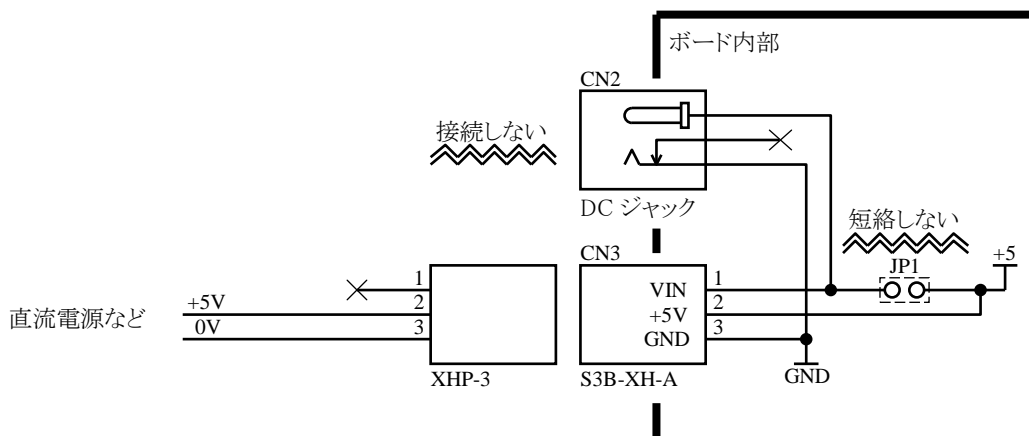 ボード内部
CN2
接続しない
DC ジャック
短絡しない
CN3
JP1
+5
1
VIN
1
+5V
2
+5V
2
直流電源など
0V
3
GND
3
XHP-3
S3B-XH-A
GND